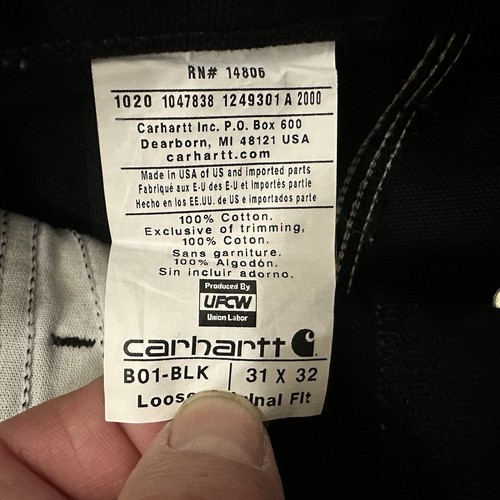 RN# 14806
1020 1047838 1249301 A 2000
Carhartt Inc. P.O. Box 600
Dearborn, MI 48121 USA
carhartt.com
Made in USA of US and imported parts
Fabriqué aux E-U des E-U et importés partie
Hecho en los EE.UU. de US e importados parte
100% Cotton.
Exclusive of trimming,
100% Coton.
Sans garniture.
100% Algodón.
Sin incluir adorno.
Produced By
UFCW
Union Labor
carhartt
B01-BLK | 31 X 32
Fit